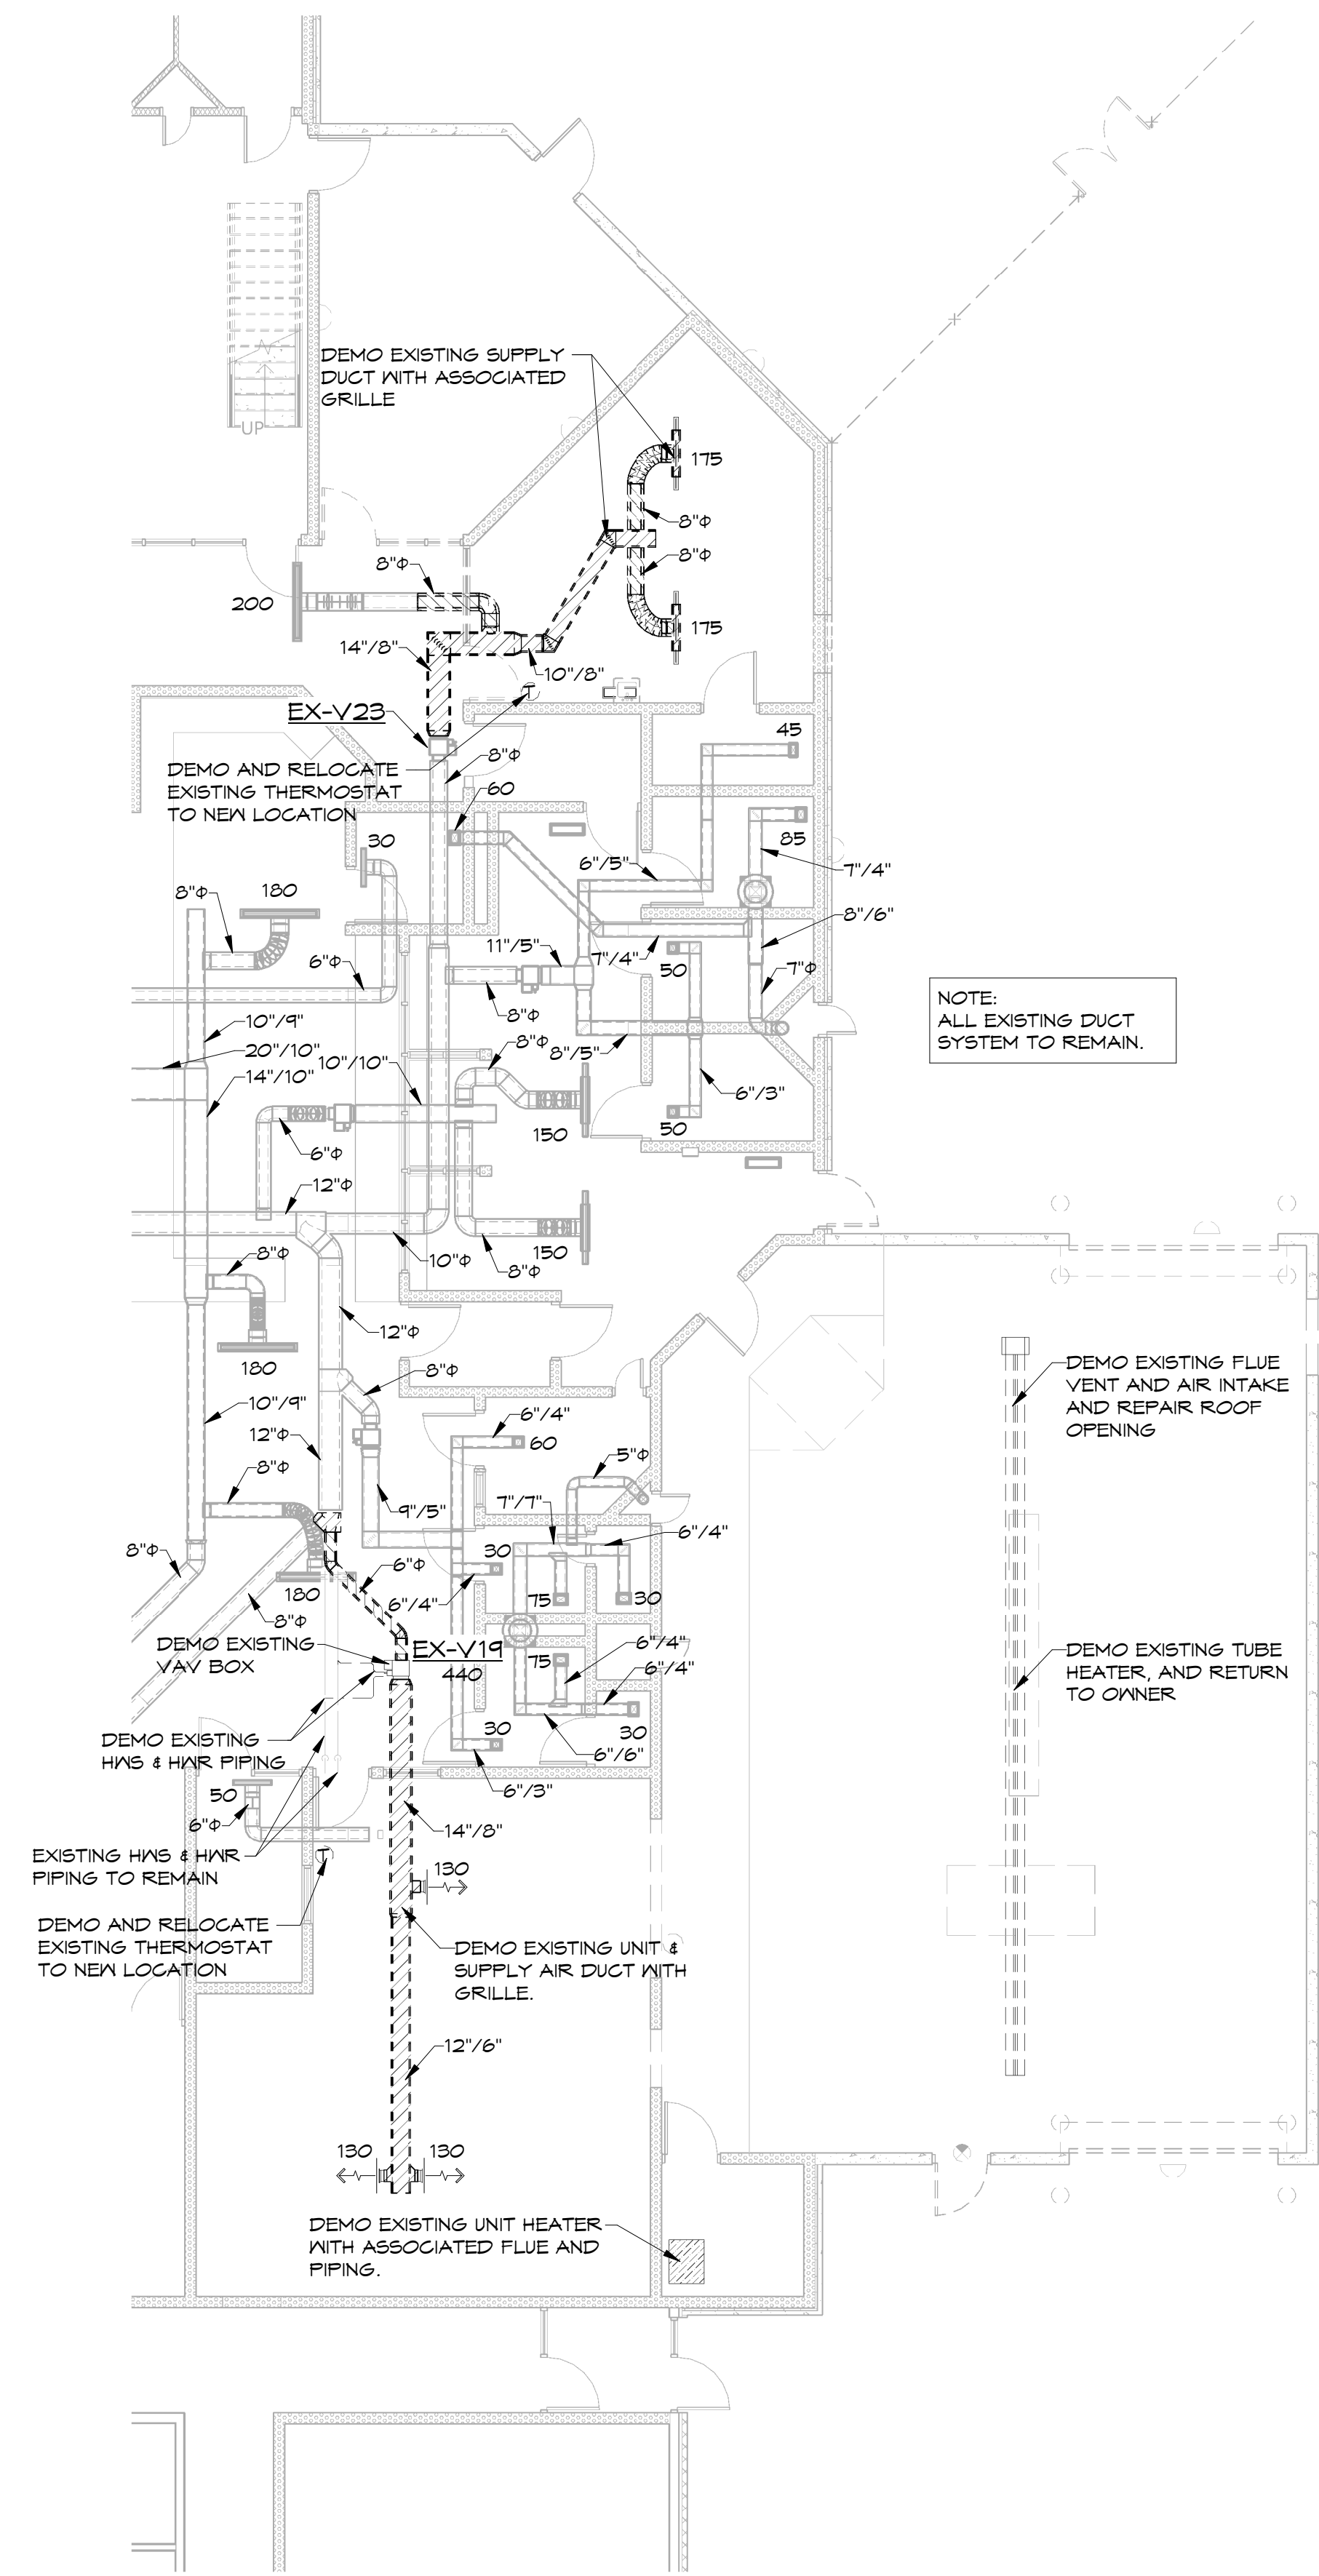 UP
DEMO EXISTING SUPPLY
DUCT WITH ASSOCIATED
GRILLE
175
8"Φ
8"Φ
8"Φ
200
175
14"/8"
10"/8"
T
EX-V23
45
8"Φ
DEMO AND RELOCATE
EXISTING THERMOSTAT
TO NEW LOCATION
60
30
85
6"/5"
7"/4"
180
8"Φ
8"/6"
11"/5"
7"/4"
6"Φ
50
7"Φ
NOTE:
ALL EXISTING DUCT
SYSTEM TO REMAIN.
8"Φ
10"/9"
20"/10"
10"/10"
8"Φ
8"/5"
14"/10"
6"/3"
150
50
6"Φ
12"Φ
8"Φ
150
10"Φ
8"Φ
12"Φ
180
8"Φ
DEMO EXISTING FLUE
VENT AND AIR INTAKE
AND REPAIR ROOF
OPENING
10"/9"
6"/4"
12"Φ
60
5"Φ
8"Φ
9"/5"
7"/7"
6"/4"
8"Φ
30
6"Φ
180
6"/4"
75
30
8"Φ
DEMO EXISTING
VAV BOX
EX-V19
440
6"/4"
75
6"/4"
DEMO EXISTING TUBE
HEATER, AND RETURN
TO OWNER
DEMO EXISTING
HWS & HWR PIPING
30
30
6"/6"
6"/3"
50
6"Φ
14"/8"
EXISTING HWS & HWR
PIPING TO REMAIN
T
130
DEMO AND RELOCATE
EXISTING THERMOSTAT
TO NEW LOCATION
DEMO EXISTING UNIT &
SUPPLY AIR DUCT WITH
GRILLE.
12"/6"
130
130
DEMO EXISTING UNIT HEATER
WITH ASSOCIATED FLUE AND
PIPING.